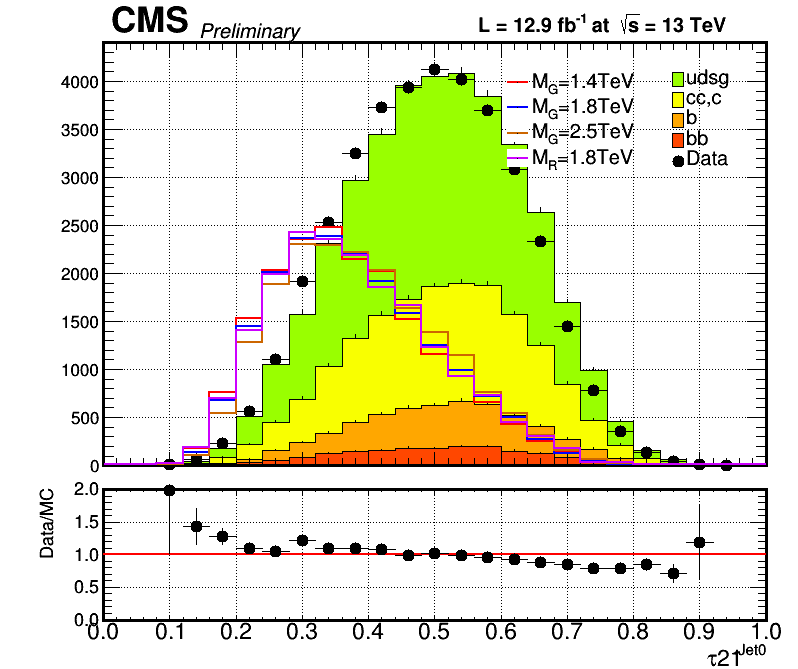 CMS Preliminary L = 12.9 fb⁻¹ at √s = 13 TeV
4000
3500
3000
2500
2000
1500
1000
500
0
M_G=1.4TeV
M_G=1.8TeV
M_G=2.5TeV
M_R=1.8TeV
udsg
cc,c
b
bb
Data
Data/MC
2.0
1.5
1.0
0.5
0.0
0.0 0.1 0.2 0.3 0.4 0.5 0.6 0.7 0.8 0.9 1.0
τ21^Jet0